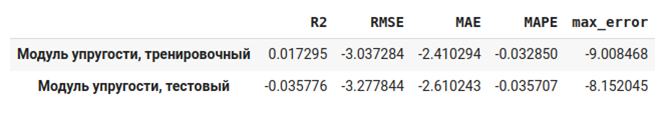 R2 RMSE MAE MAPE max_error
Модуль упругости, тренировочный 0.017295 -3.037284 -2.410294 -0.032850 -9.008468
Модуль упругости, тестовый -0.035776 -3.277844 -2.610243 -0.035707 -8.152045